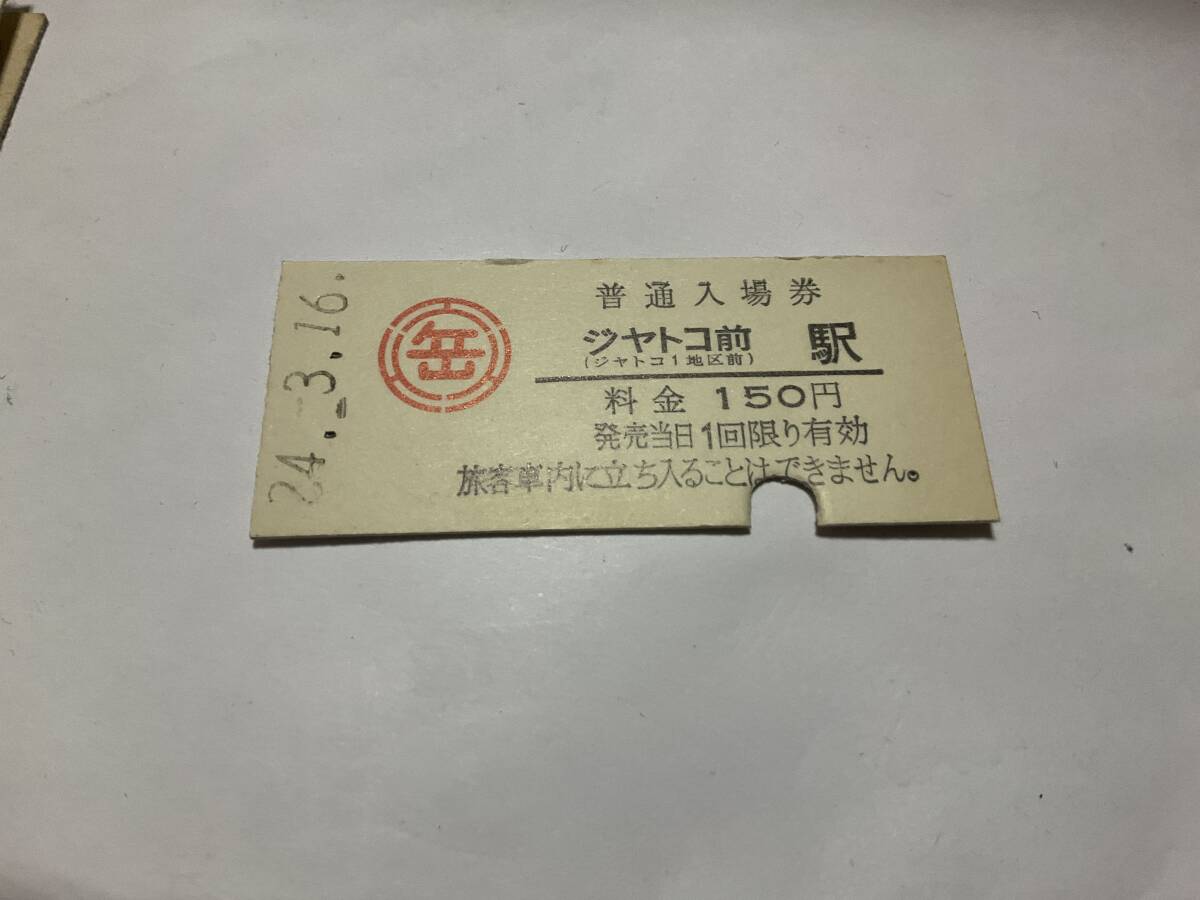 24.-3.16.
岳
普通入場券
ジヤトコ前 駅
(ジヤトコ1地区前)
料金 150円
発売当日1回限り有効
旅客車内に立ち入ることはできません。